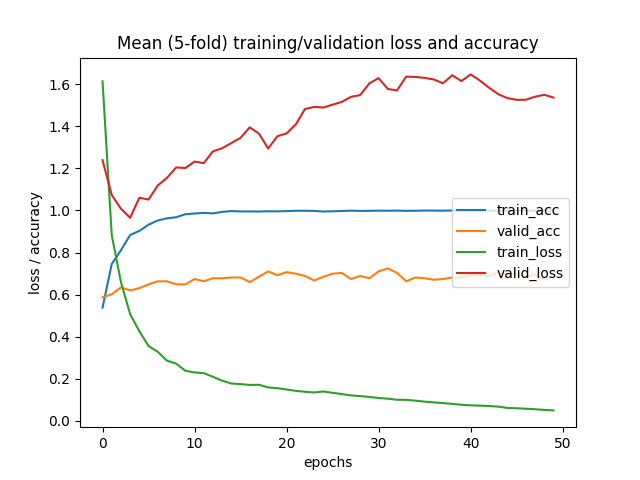 Mean (5-fold) training/validation loss and accuracy
loss / accuracy
1.6
1.4
1.2
1.0
0.8
0.6
0.4
0.2
0.0
train_acc
valid_acc
train_loss
valid_loss
0 10 20 30 40 50
epochs